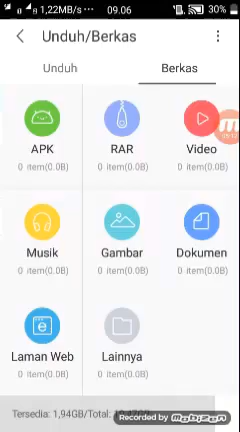 1,22MB/s... 09.06 30%
Unduh/Berkas
Unduh Berkas
APK RAR Video
0 item(0.0B) 0 item(0.0B) 0 item(0.0B)
Musik Gambar Dokumen
0 item(0.0B) 0 item(0.0B) 0 item(0.0B)
Laman Web Lainnya
0 item(0.0B) 0 item(0.0B)
Tersedia: 1,94GB/Total:
Recorded by Mobizen